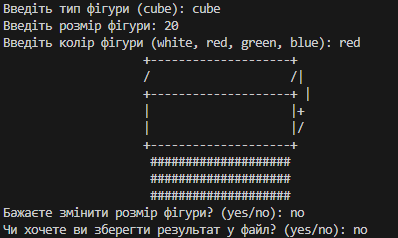 Введіть тип фігури (cube): cube
Введіть розмір фігури: 20
Введіть колір фігури (white, red, green, blue): red
                    +--------------------+
                    /                    /|
                    +--------------------+ |
                    |                    |+
                    |                    |/
                    +--------------------+
                     ####################
                     ####################
                     ####################
Бажаєте змінити розмір фігури? (yes/no): no
Чи хочете ви зберегти результат у файл? (yes/no): no